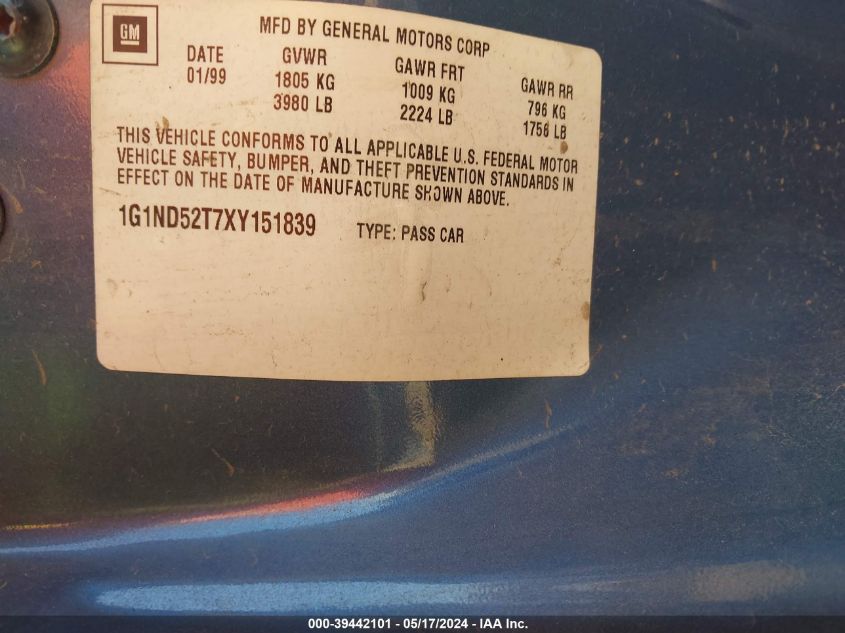 GM
MFD BY GENERAL MOTORS CORP
DATE GVWR GAWR FRT GAWR RR
01/99 1805 KG 1009 KG 796 KG
3980 LB 2224 LB 1758 LB
THIS VEHICLE CONFORMS TO ALL APPLICABLE U.S. FEDERAL MOTOR
VEHICLE SAFETY, BUMPER, AND THEFT PREVENTION STANDARDS IN
EFFECT ON THE DATE OF MANUFACTURE SHOWN ABOVE.
1G1ND52T7XY151839 TYPE: PASS CAR
000-39442101 - 05/17/2024 - IAA Inc.